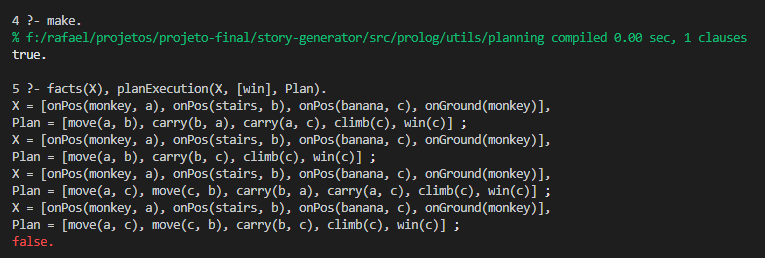 4 ?- make.
% f:/rafael/projetos/projeto-final/story-generator/src/prolog/utils/planning compiled 0.00 sec, 1 clauses
true.
5 ?- facts(X), planExecution(X, [win], Plan).
X = [onPos(monkey, a), onPos(stairs, b), onPos(banana, c), onGround(monkey)],
Plan = [move(a, b), carry(b, a), carry(a, c), climb(c), win(c)] ;
X = [onPos(monkey, a), onPos(stairs, b), onPos(banana, c), onGround(monkey)],
Plan = [move(a, b), carry(b, c), climb(c), win(c)] ;
X = [onPos(monkey, a), onPos(stairs, b), onPos(banana, c), onGround(monkey)],
Plan = [move(a, c), move(c, b), carry(b, a), carry(a, c), climb(c), win(c)] ;
X = [onPos(monkey, a), onPos(stairs, b), onPos(banana, c), onGround(monkey)],
Plan = [move(a, c), move(c, b), carry(b, c), climb(c), win(c)] ;
false.